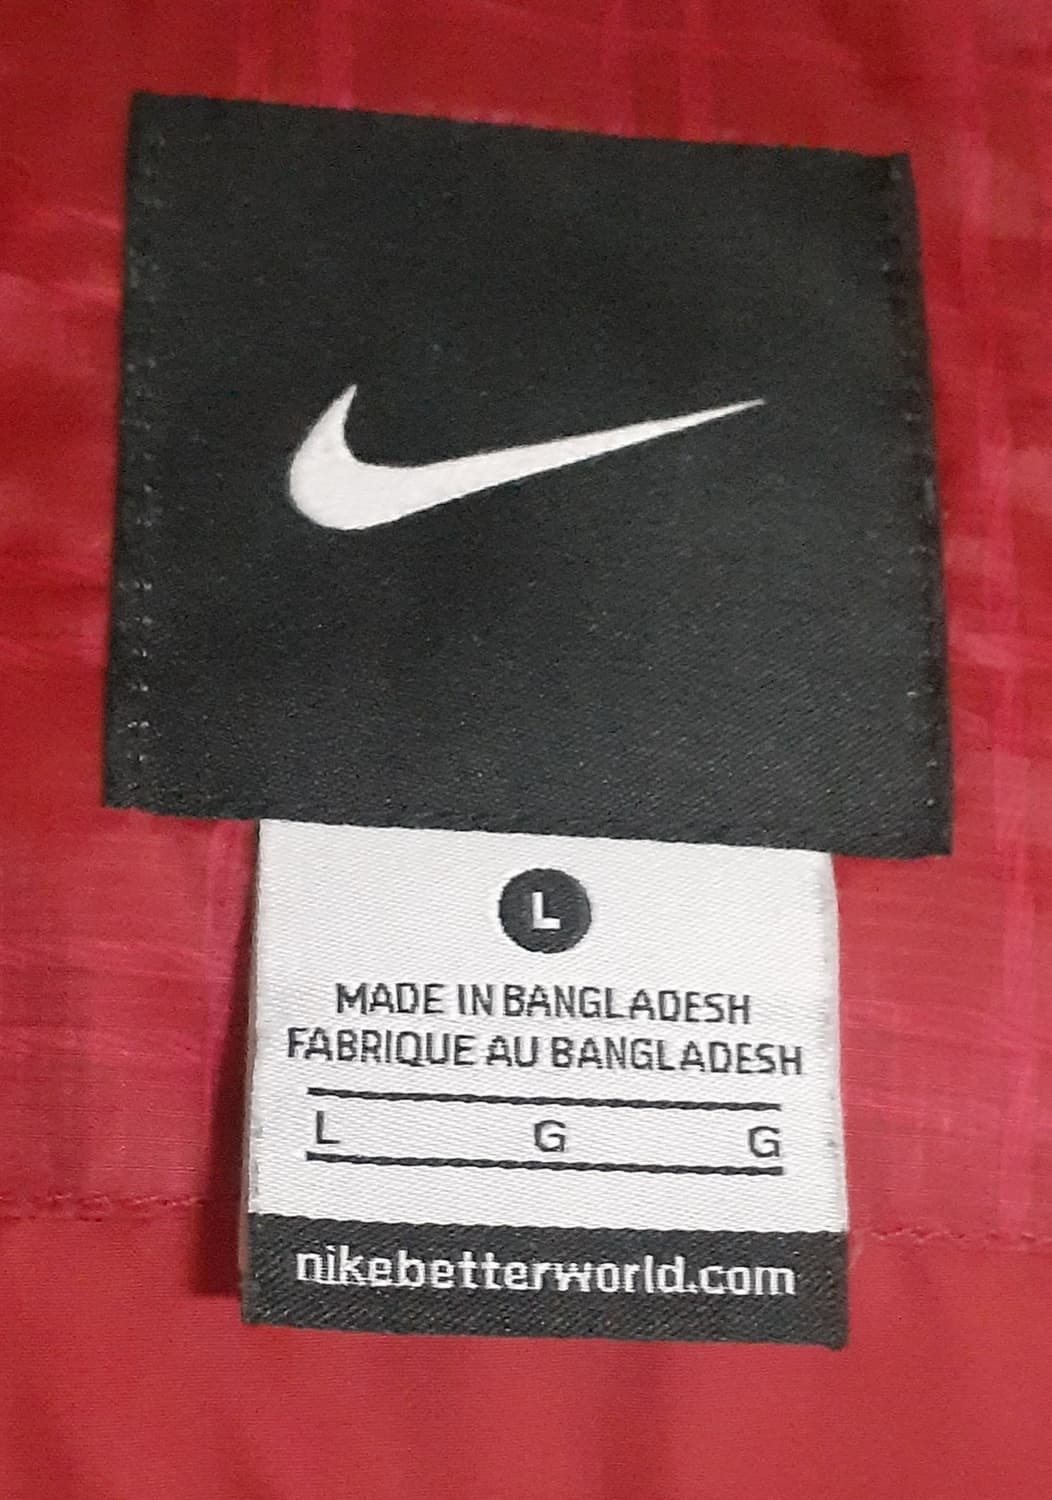 L
MADE IN BANGLADESH
FABRIQUE AU BANGLADESH
L G G
nikebetterworld.com